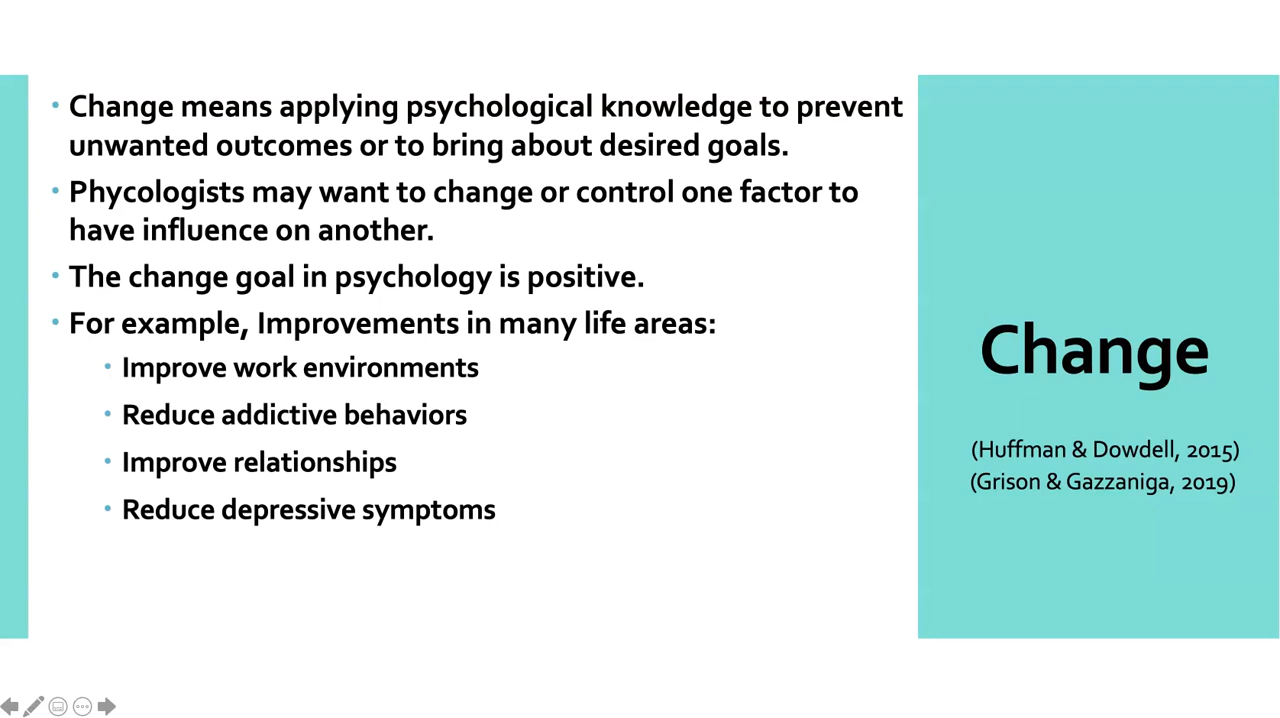 • Change means applying psychological knowledge to prevent
unwanted outcomes or to bring about desired goals.
• Phycologists may want to change or control one factor to
have influence on another.
• The change goal in psychology is positive.
• For example, Improvements in many life areas:
• Improve work environments
• Reduce addictive behaviors
• Improve relationships
• Reduce depressive symptoms
Change
(Huffman & Dowdell, 2015)
(Grison & Gazzaniga, 2019)